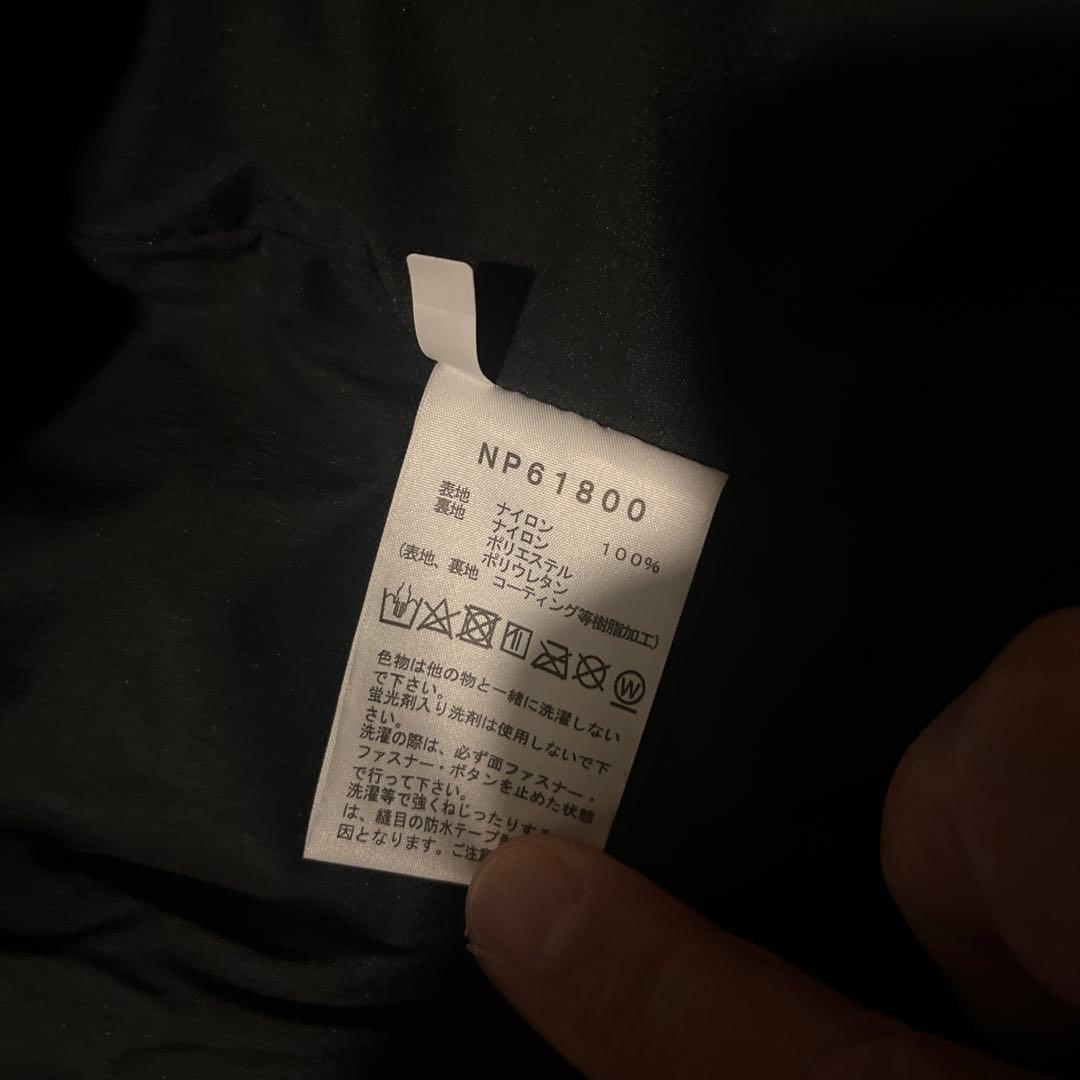 NP61800
表地 ナイロン 100%
裏地 ナイロン
ポリエステル
ポリウレタン
(表地、裏地 コーティング等樹脂加工)
W
色物は他の物と一緒に洗濯しない
で下さい。
蛍光剤入り洗剤は使用しないで下
さい。
洗濯の際は、必ず面ファスナー・
ファスナー・ボタンを止めた状態
で行って下さい。
洗濯等で強くねじったりする
は、縫目の防水テープ
因となります。ご注意